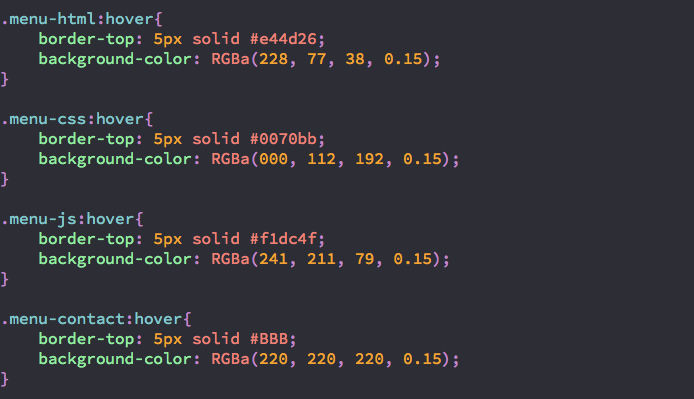 .menu-html:hover{
    border-top: 5px solid #e44d26;
    background-color: RGBa(228, 77, 38, 0.15);
}

.menu-css:hover{
    border-top: 5px solid #0070bb;
    background-color: RGBa(000, 112, 192, 0.15);
}

.menu-js:hover{
    border-top: 5px solid #f1dc4f;
    background-color: RGBa(241, 211, 79, 0.15);
}

.menu-contact:hover{
    border-top: 5px solid #BBB;
    background-color: RGBa(220, 220, 220, 0.15);
}